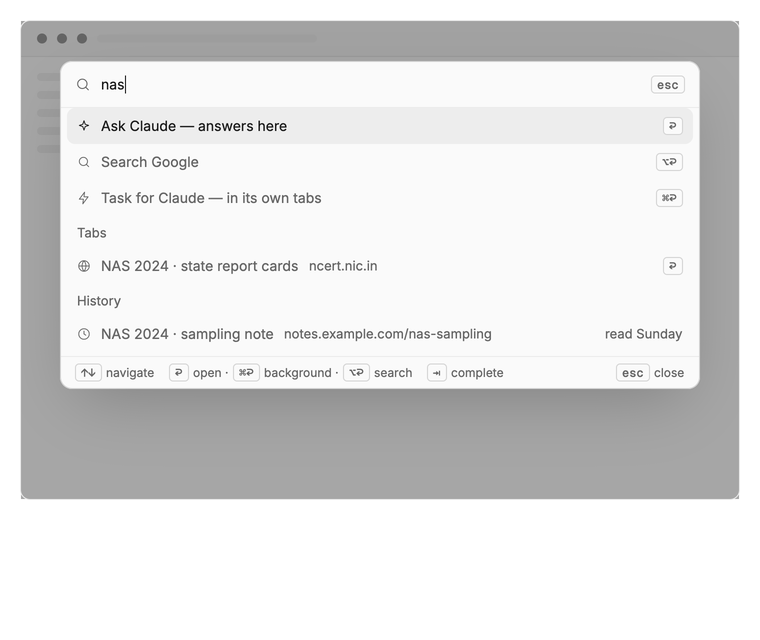 nas esc
Ask Claude — answers here
Search Google
Task for Claude — in its own tabs
Tabs
NAS 2024 · state report cards ncert.nic.in
History
NAS 2024 · sampling note notes.example.com/nas-sampling read Sunday
↑↓ navigate ↩ open · ⌘↩ background · ⌥↩ search ⇥ complete esc close